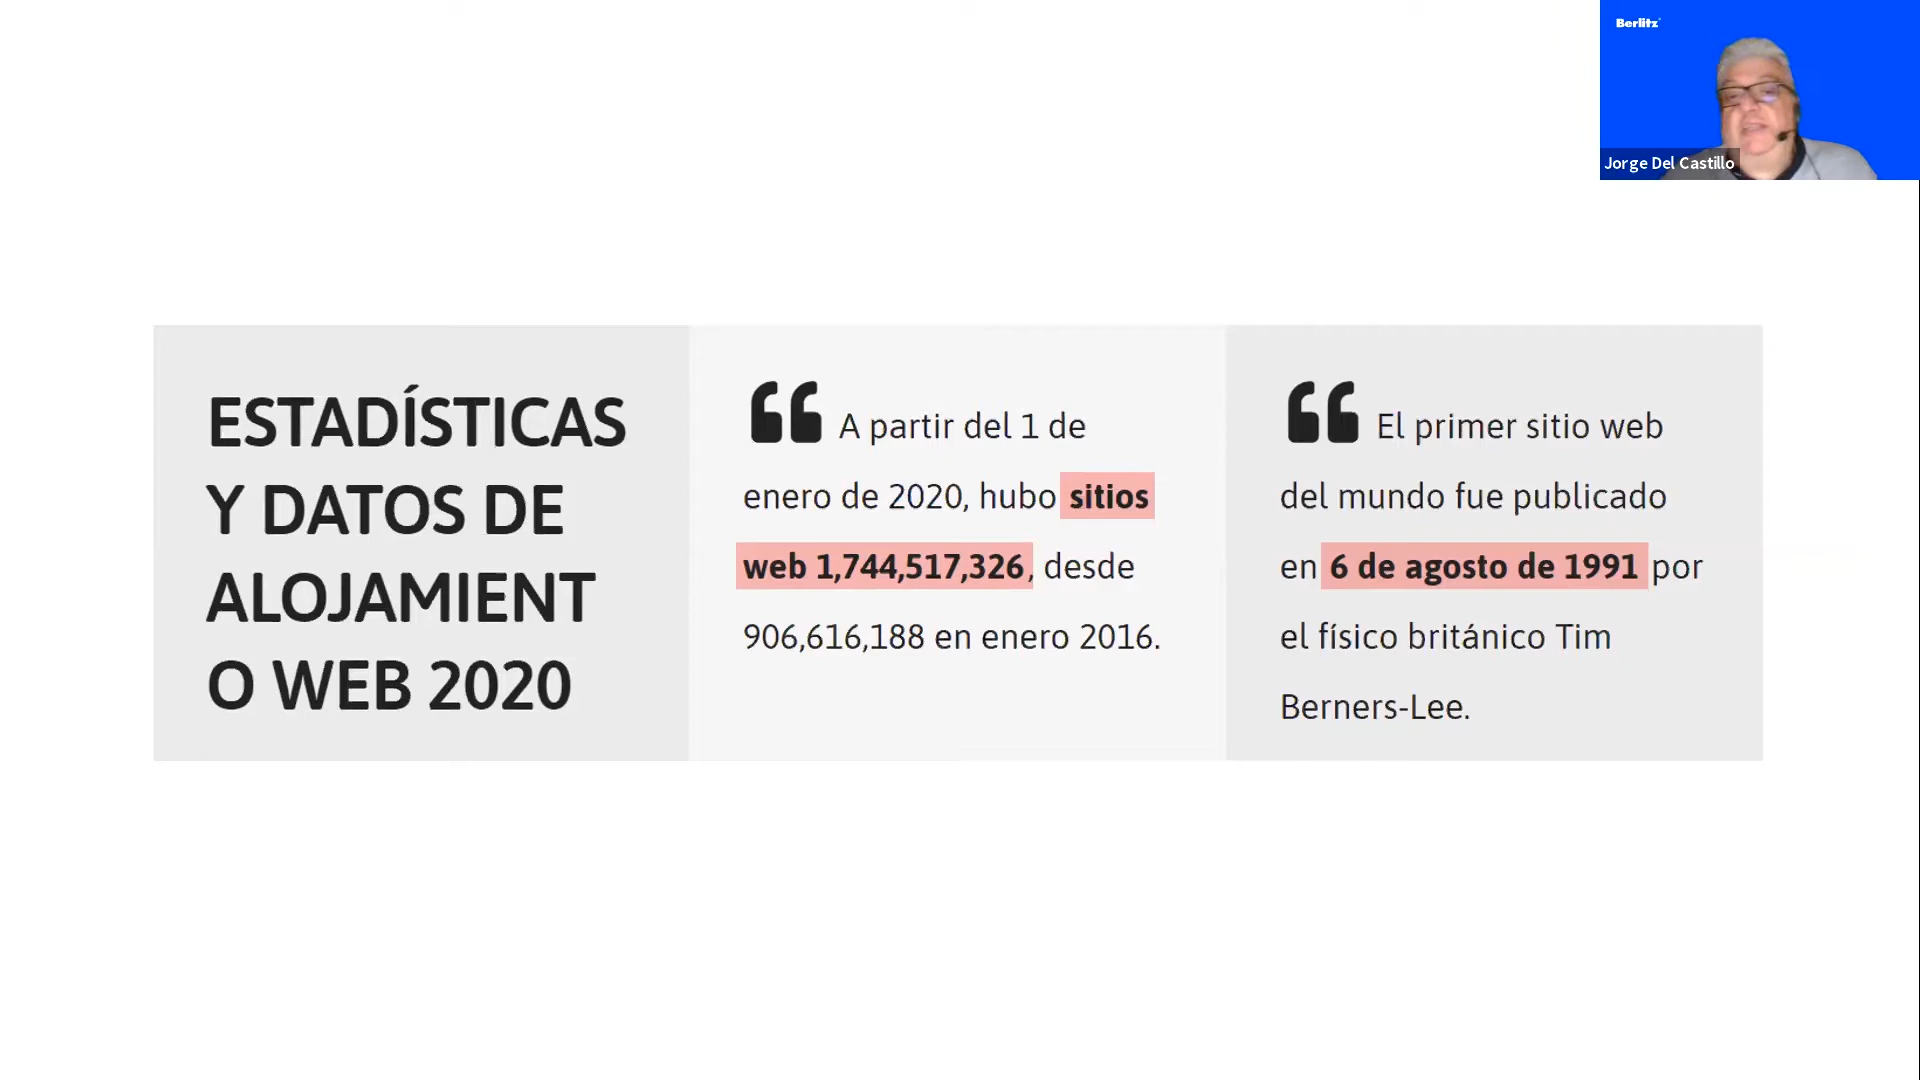 Berlitz
Jorge Del Castillo
ESTADÍSTICAS
Y DATOS DE
ALOJAMIENT
O WEB 2020
❝ A partir del 1 de
enero de 2020, hubo sitios
web 1,744,517,326, desde
906,616,188 en enero 2016.
❝ El primer sitio web
del mundo fue publicado
en 6 de agosto de 1991 por
el físico británico Tim
Berners-Lee.